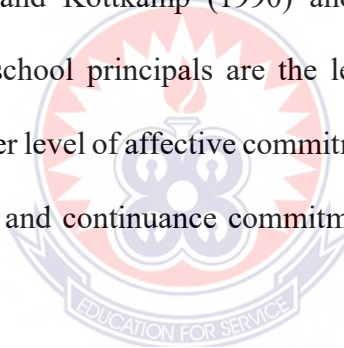 and Kottkamp (1990) and
school principals are the le
er level of affective commitm
and continuance commitm
EDUCATION FOR SERVICE